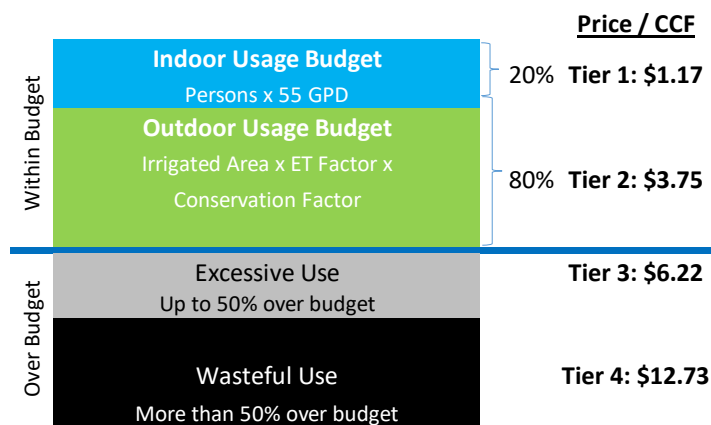 Price / CCF
Within Budget
Indoor Usage Budget
Persons x 55 GPD
20% Tier 1: $1.17
Outdoor Usage Budget
Irrigated Area x ET Factor x
Conservation Factor
80% Tier 2: $3.75
Over Budget
Excessive Use
Up to 50% over budget
Tier 3: $6.22
Wasteful Use
More than 50% over budget
Tier 4: $12.73